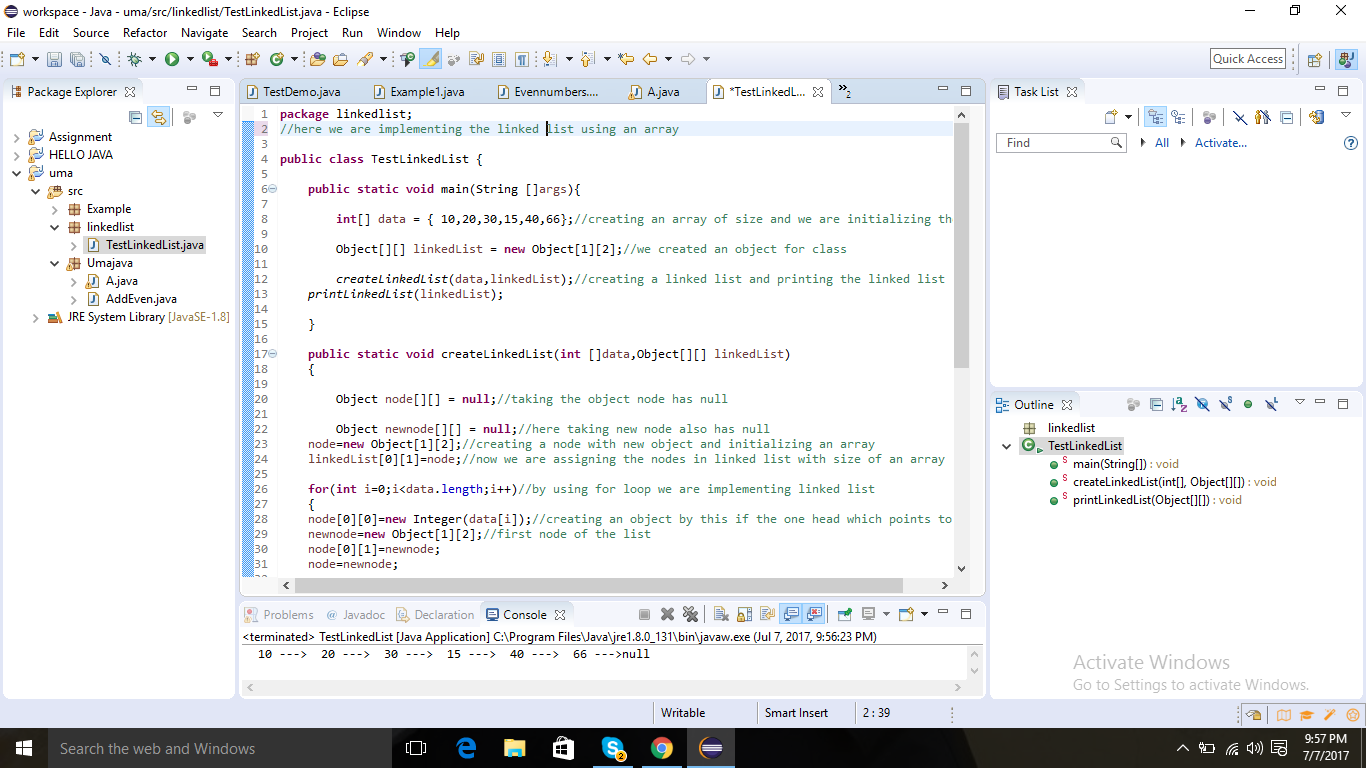 workspace - Java - uma/src/linkedlist/TestLinkedList.java - Eclipse
File Edit Source Refactor Navigate Search Project Run Window Help
Quick Access
Package Explorer
Assignment
HELLO JAVA
uma
src
Example
linkedlist
TestLinkedList.java
Umajava
A.java
AddEven.java
JRE System Library [JavaSE-1.8]
TestDemo.java Example1.java Evennumbers.... A.java *TestLinkedL... »2
1 package linkedlist;
2 //here we are implementing the linked list using an array
3
4 public class TestLinkedList {
5
6 public static void main(String []args){
7
8 int[] data = { 10,20,30,15,40,66};//creating an array of size and we are initializing th
9
10 Object[][] linkedList = new Object[1][2];//we created an object for class
11
12 createLinkedList(data,linkedList);//creating a linked list and printing the linked list
13 printLinkedList(linkedList);
14
15 }
16
17 public static void createLinkedList(int []data,Object[][] linkedList)
18 {
19
20 Object node[][] = null;//taking the object node has null
21
22 Object newnode[][] = null;//here taking new node also has null
23 node=new Object[1][2];//creating a node with new object and initializing an array
24 linkedList[0][1]=node;//now we are assigning the nodes in linked list with size of an array
25
26 for(int i=0;i<data.length;i++)//by using for loop we are implementing linked list
27 {
28 node[0][0]=new Integer(data[i]);//creating an object by this if the one head which points to
29 newnode=new Object[1][2];//first node of the list
30 node[0][1]=newnode;
31 node=newnode;
Task List
Find All Activate...
Outline
linkedlist
TestLinkedList
main(String[]) : void
createLinkedList(int[], Object[][]) : void
printLinkedList(Object[][]) : void
Problems @ Javadoc Declaration Console
<terminated> TestLinkedList [Java Application] C:\Program Files\Java\jre1.8.0_131\bin\javaw.exe (Jul 7, 2017, 9:56:23 PM)
10 ---> 20 ---> 30 ---> 15 ---> 40 ---> 66 --->null
Activate Windows
Go to Settings to activate Windows.
Writable Smart Insert 2 : 39
Search the web and Windows
2
9:57 PM
7/7/2017